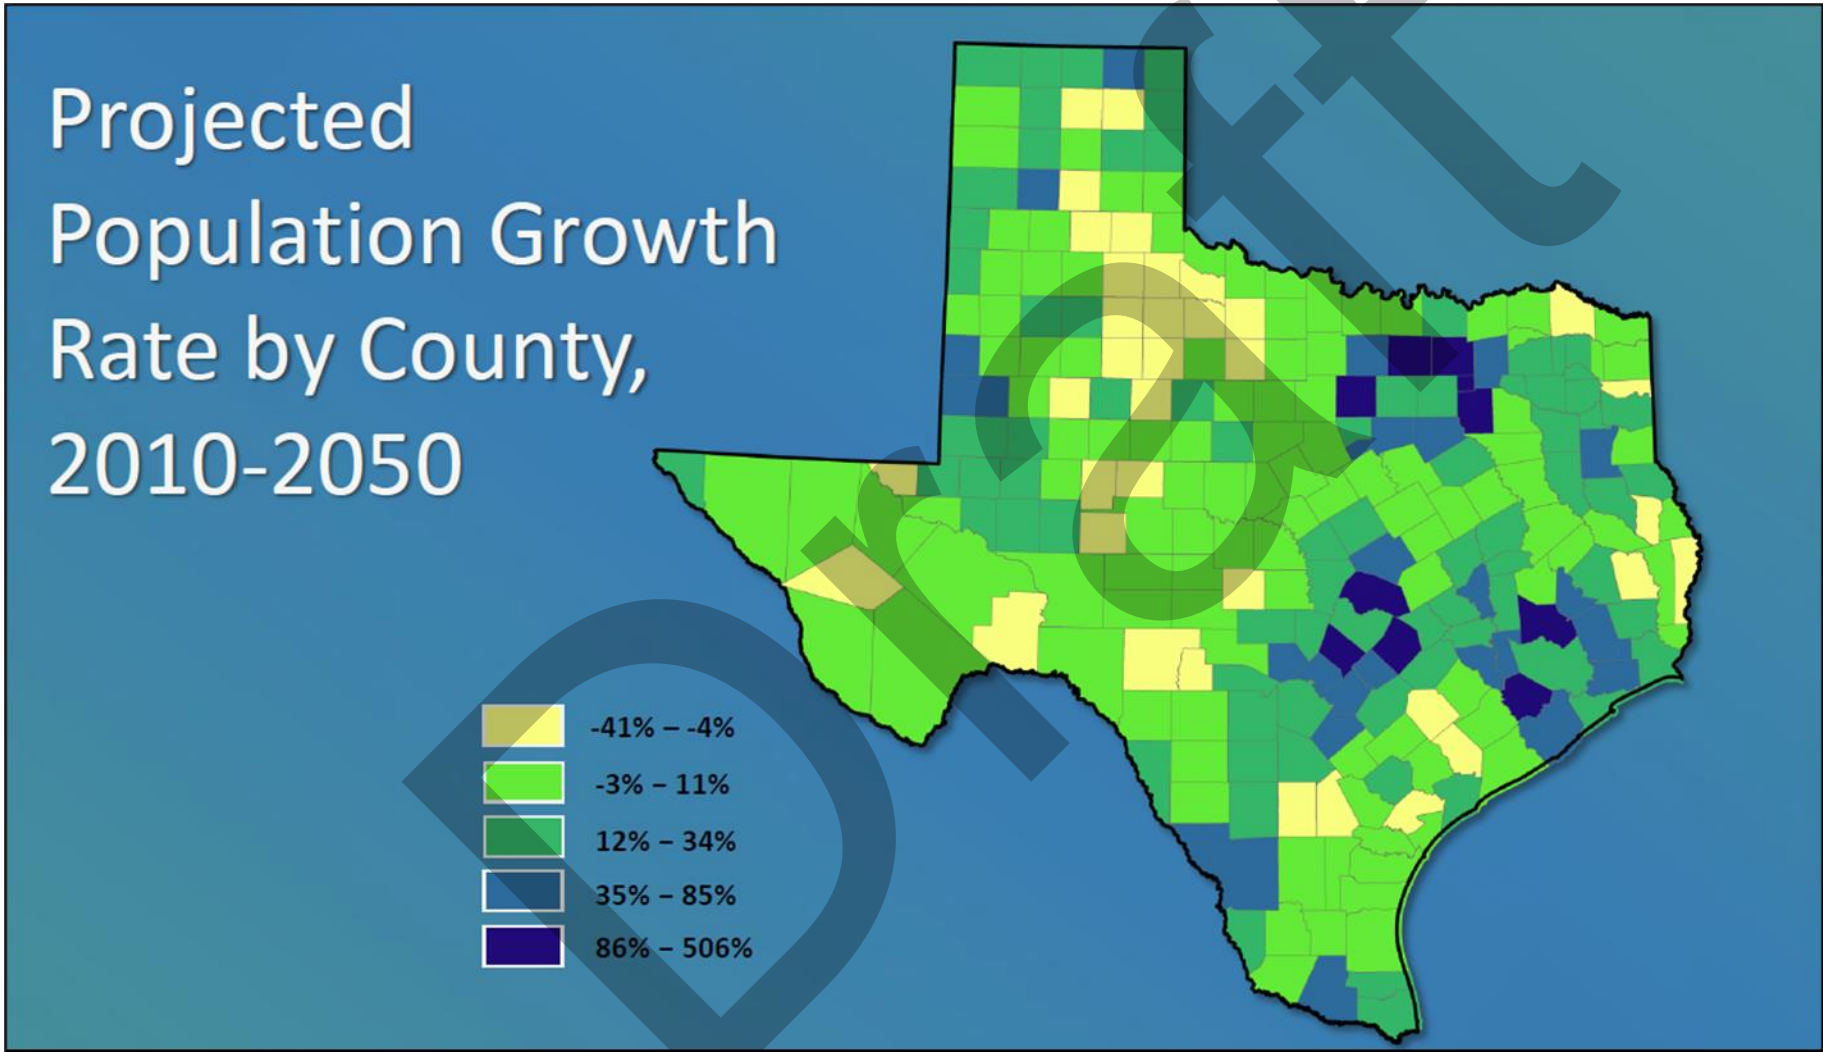 Projected
Population Growth
Rate by County,
2010-2050
-41% – -4%
-3% – 11%
12% – 34%
35% – 85%
86% – 506%
Draft